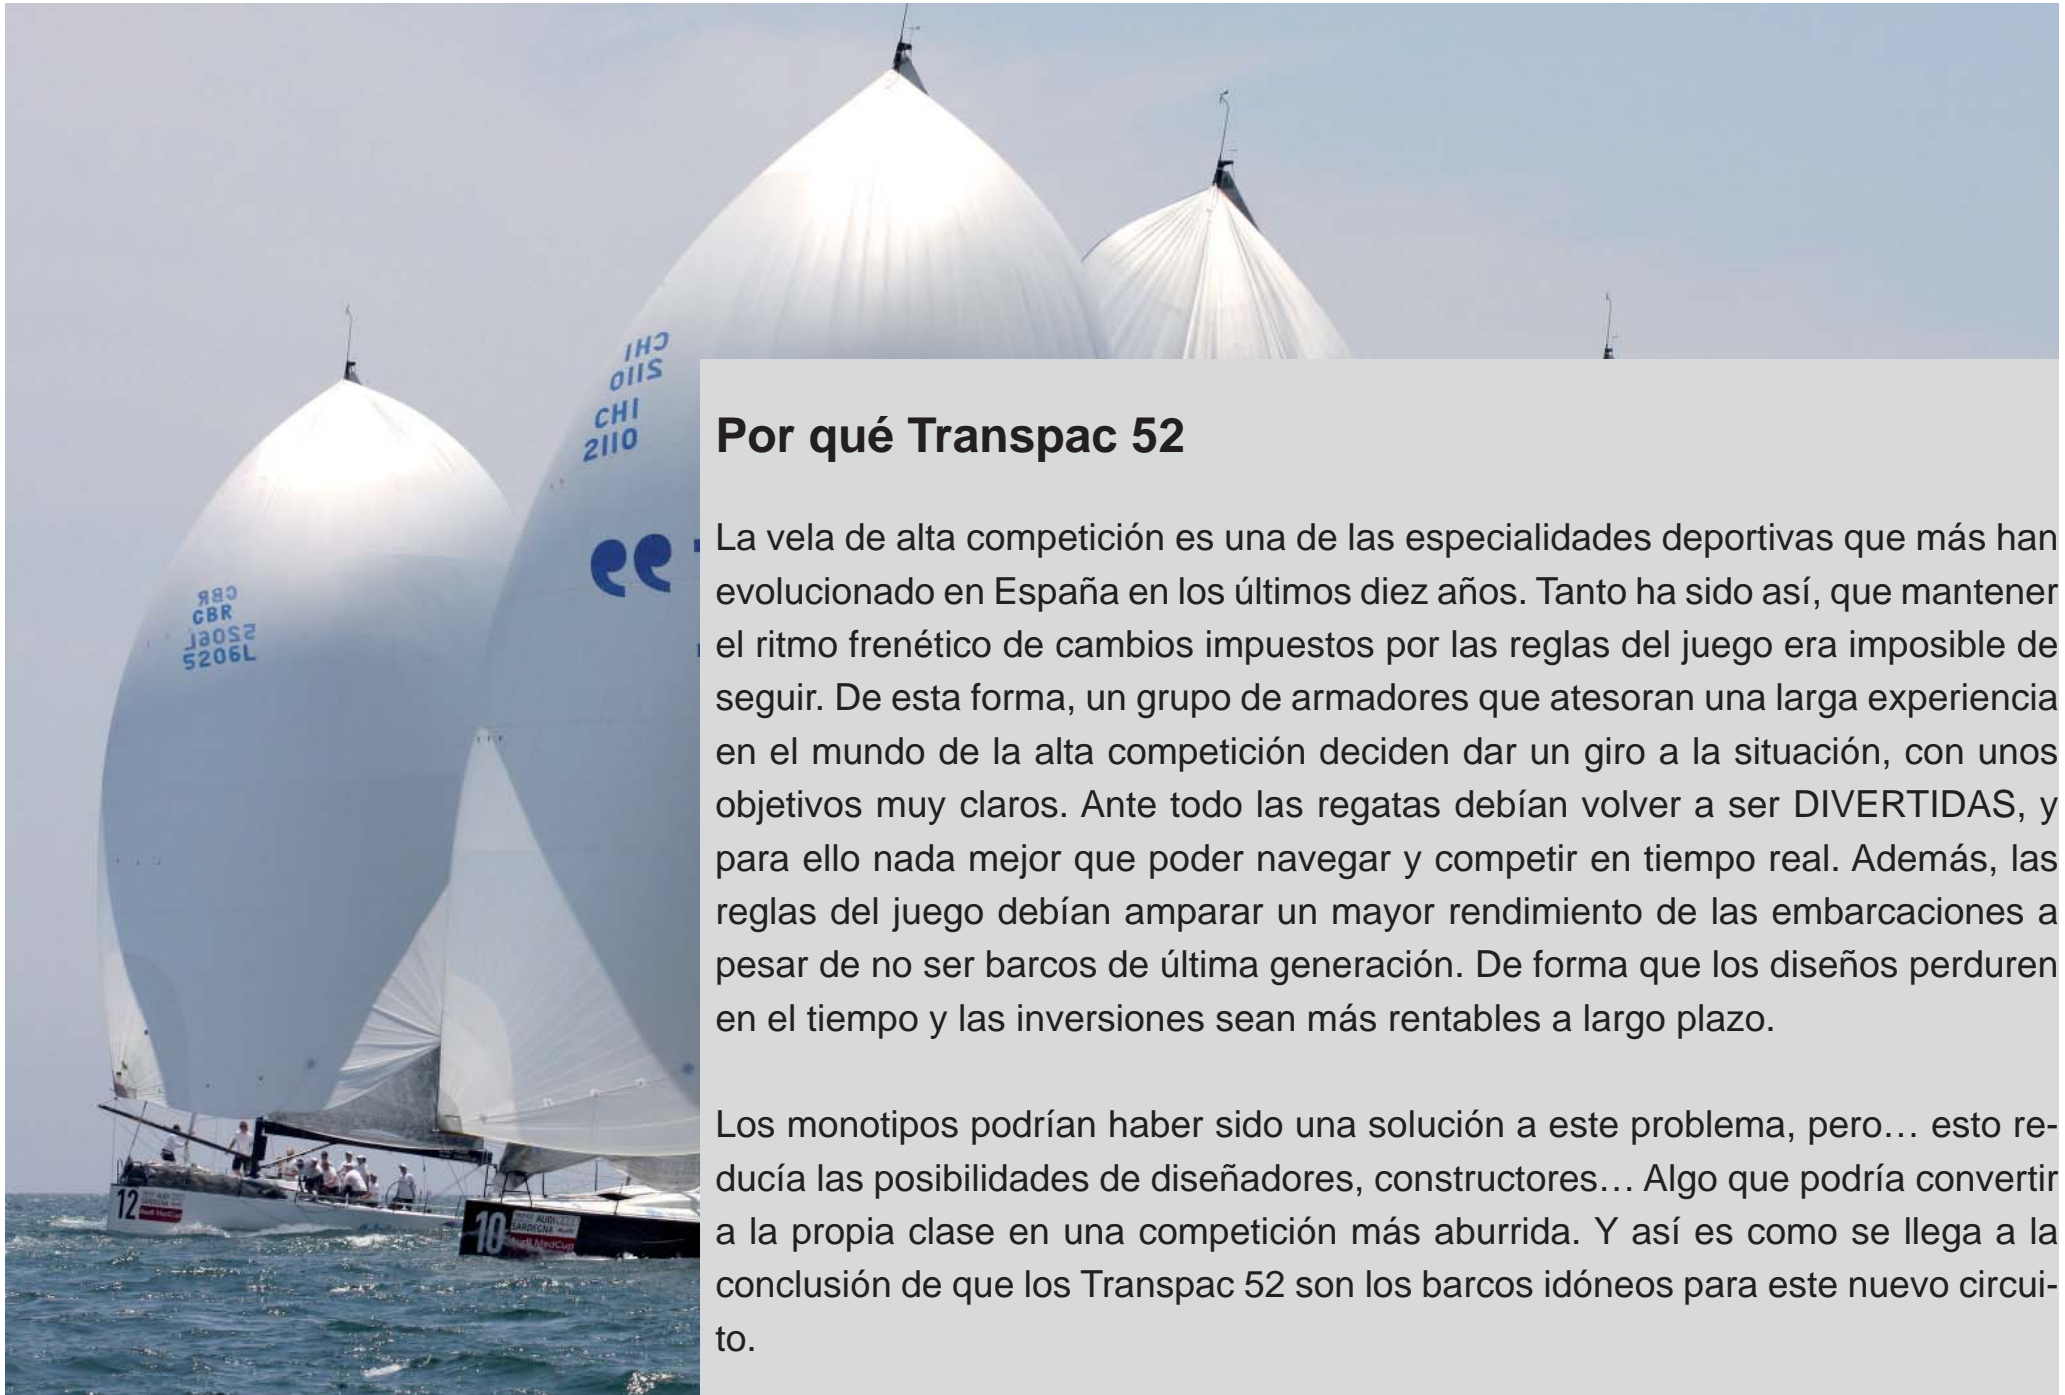 CHI
2110
CHI
2110
CBR
CBR
5206L
5206L
12
AUDI
SARDEGNA
Audi MedCup
10
AUDI
SARDEGNA
Audi MedCup
Por qué Transpac 52
La vela de alta competición es una de las especialidades deportivas que más han
evolucionado en España en los últimos diez años. Tanto ha sido así, que mantener
el ritmo frenético de cambios impuestos por las reglas del juego era imposible de
seguir. De esta forma, un grupo de armadores que atesoran una larga experiencia
en el mundo de la alta competición deciden dar un giro a la situación, con unos
objetivos muy claros. Ante todo las regatas debían volver a ser DIVERTIDAS, y
para ello nada mejor que poder navegar y competir en tiempo real. Además, las
reglas del juego debían amparar un mayor rendimiento de las embarcaciones a
pesar de no ser barcos de última generación. De forma que los diseños perduren
en el tiempo y las inversiones sean más rentables a largo plazo.
Los monotipos podrían haber sido una solución a este problema, pero… esto re-
ducía las posibilidades de diseñadores, constructores… Algo que podría convertir
a la propia clase en una competición más aburrida. Y así es como se llega a la
conclusión de que los Transpac 52 son los barcos idóneos para este nuevo circui-
to.